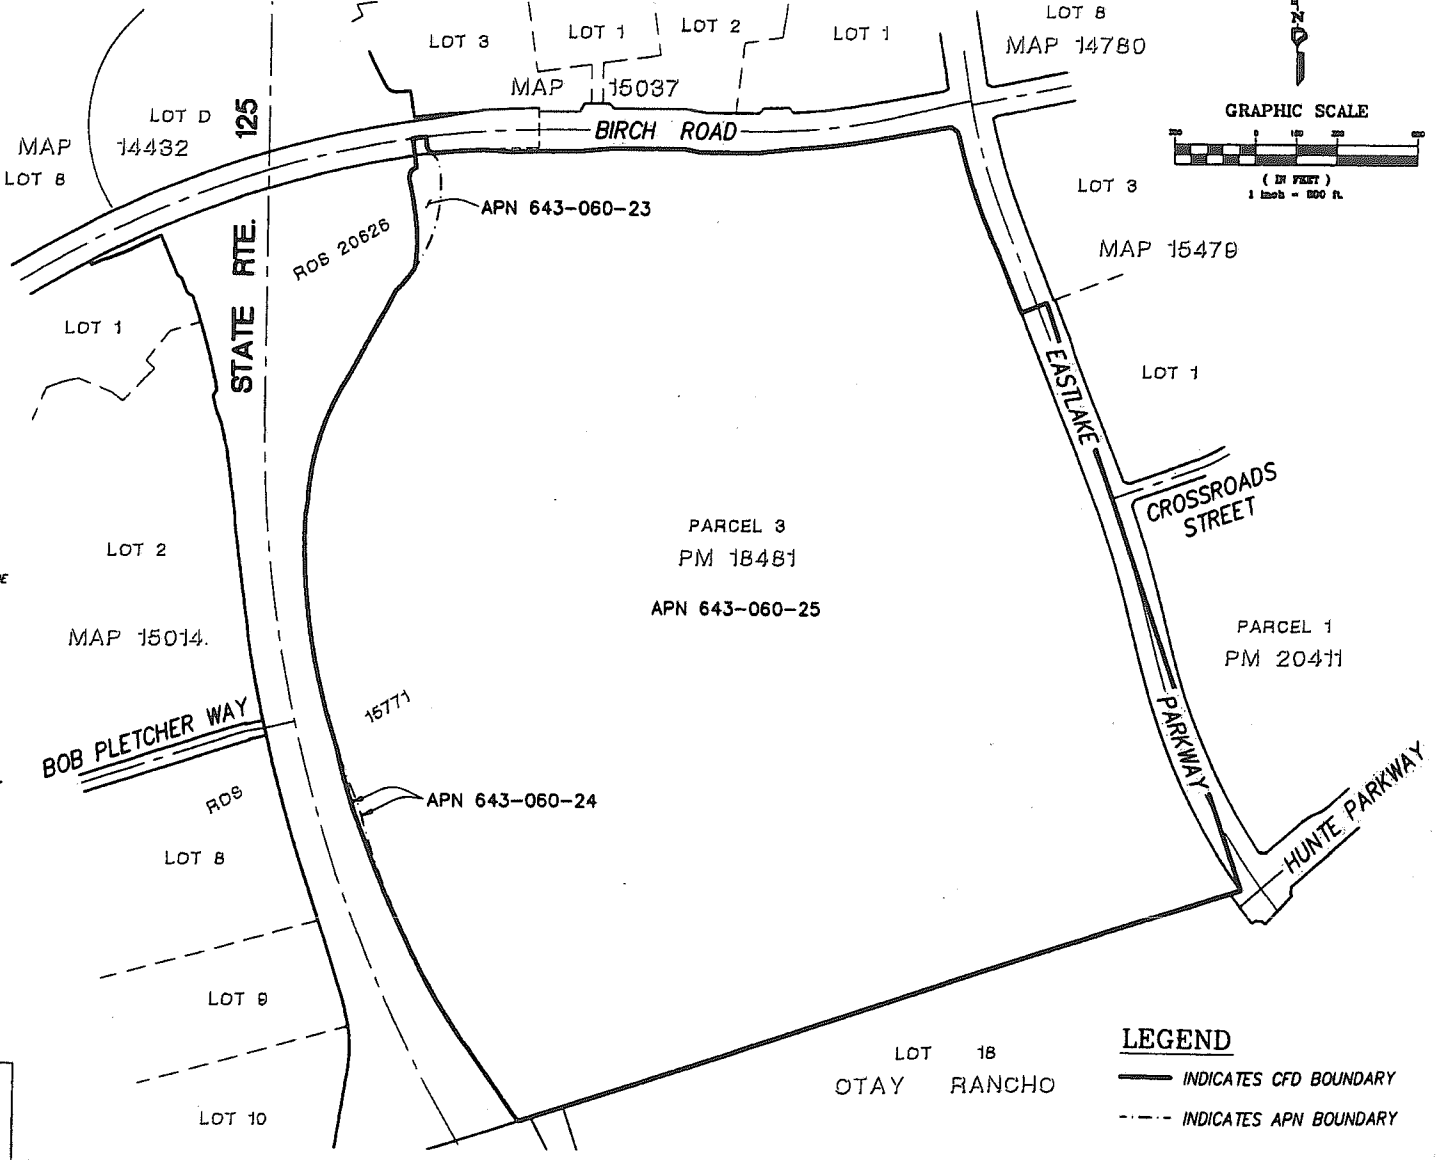 LOT 8
MAP 14780
N
LOT 3
LOT 1
LOT 2
LOT 1
MAP 15037
GRAPHIC SCALE
( IN FEET )
BIRCH ROAD
LOT D
MAP 14432
LOT 8
125
STATE RTE.
ROS 20626
APN 643-060-23
LOT 3
MAP 15479
LOT 1
LOT 1
EASTLAKE
CROSSROADS
STREET
PARCEL 3
PM 18481
APN 643-060-25
LOT 2
MAP 15014.
PARCEL 1
PM 20411
15771
BOB PLETCHER WAY
PARKWAY
ROS
APN 643-060-24
HUNTE PARKWAY
LOT 8
LOT 9
LOT 10
LOT 18
OTAY RANCHO
LEGEND
INDICATES CFD BOUNDARY
INDICATES APN BOUNDARY